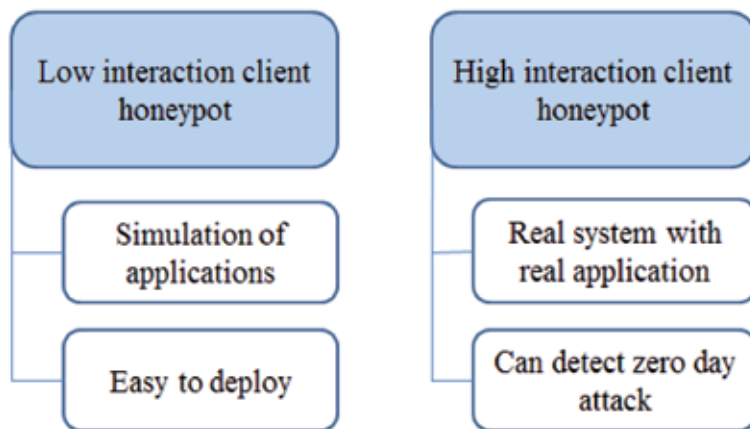 Low interaction client
honeypot
Simulation of
applications
Easy to deploy
High interaction client
honeypot
Real system with
real application
Can detect zero day
attack